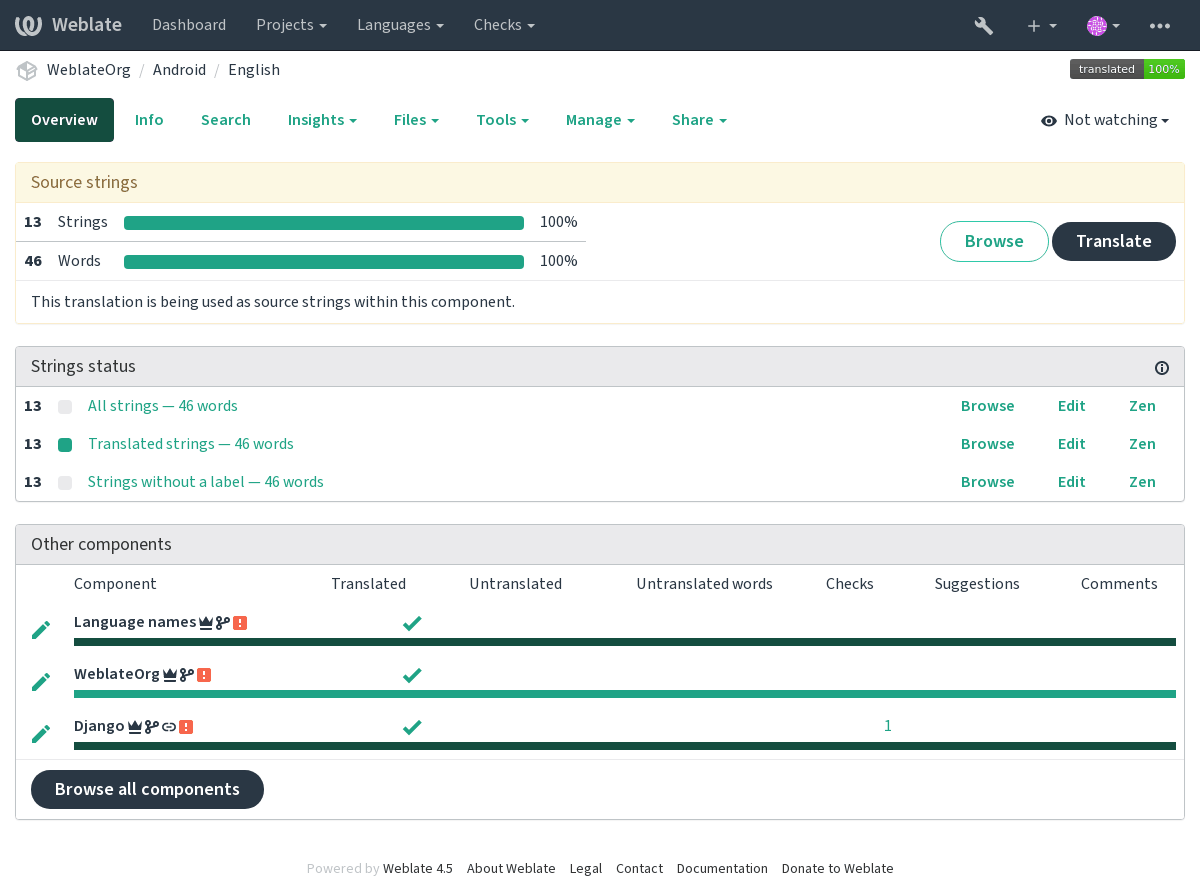 Weblate Dashboard Projects Languages Checks
WeblateOrg / Android / English translated 100%
Overview Info Search Insights Files Tools Manage Share Not watching
Source strings
13 Strings 100%
Browse Translate
46 Words 100%
This translation is being used as source strings within this component.
Strings status
13 All strings — 46 words Browse Edit Zen
13 Translated strings — 46 words Browse Edit Zen
13 Strings without a label — 46 words Browse Edit Zen
Other components
Component Translated Untranslated Untranslated words Checks Suggestions Comments
Language names
WeblateOrg
Django 1
Browse all components
Powered by Weblate 4.5 About Weblate Legal Contact Documentation Donate to Weblate